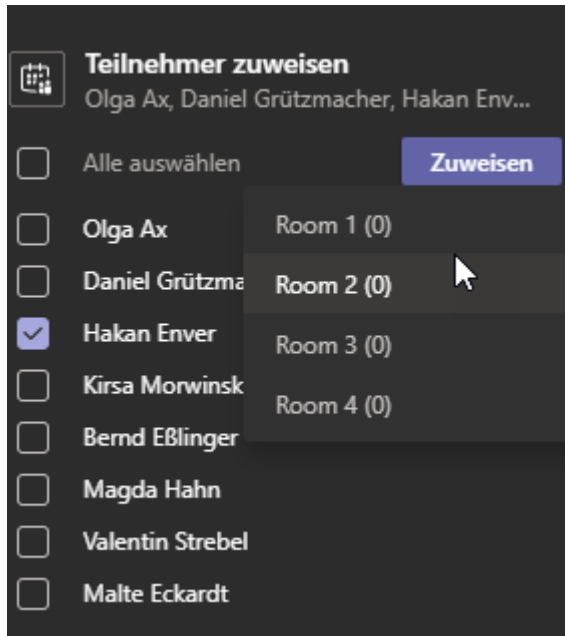 Teilnehmer zuweisen
Olga Ax, Daniel Grützmacher, Hakan Env...
Alle auswählen
Zuweisen
Olga Ax
Room 1 (0)
Daniel Grützma
Room 2 (0)
Hakan Enver
Room 3 (0)
Kirsa Morwinsk
Room 4 (0)
Bernd Eßlinger
Magda Hahn
Valentin Strebel
Malte Eckardt